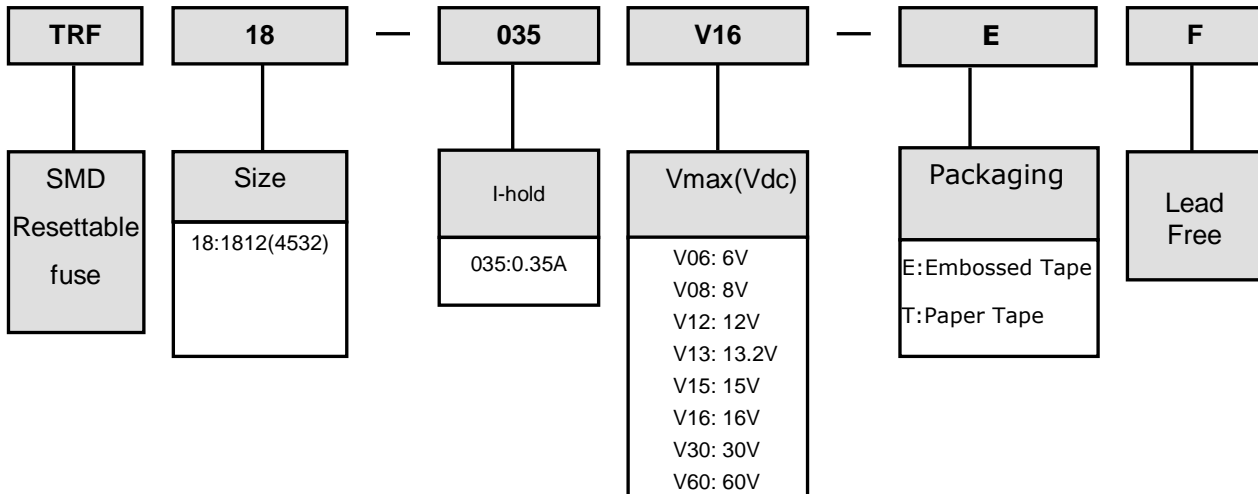 TRF 18 — 035 V16 — E F
SMD
Resettable
fuse
Size
18:1812(4532)
I-hold
035:0.35A
Vmax(Vdc)
V06: 6V
V08: 8V
V12: 12V
V13: 13.2V
V15: 15V
V16: 16V
V30: 30V
V60: 60V
Packaging
E:Embossed Tape
T:Paper Tape
Lead
Free